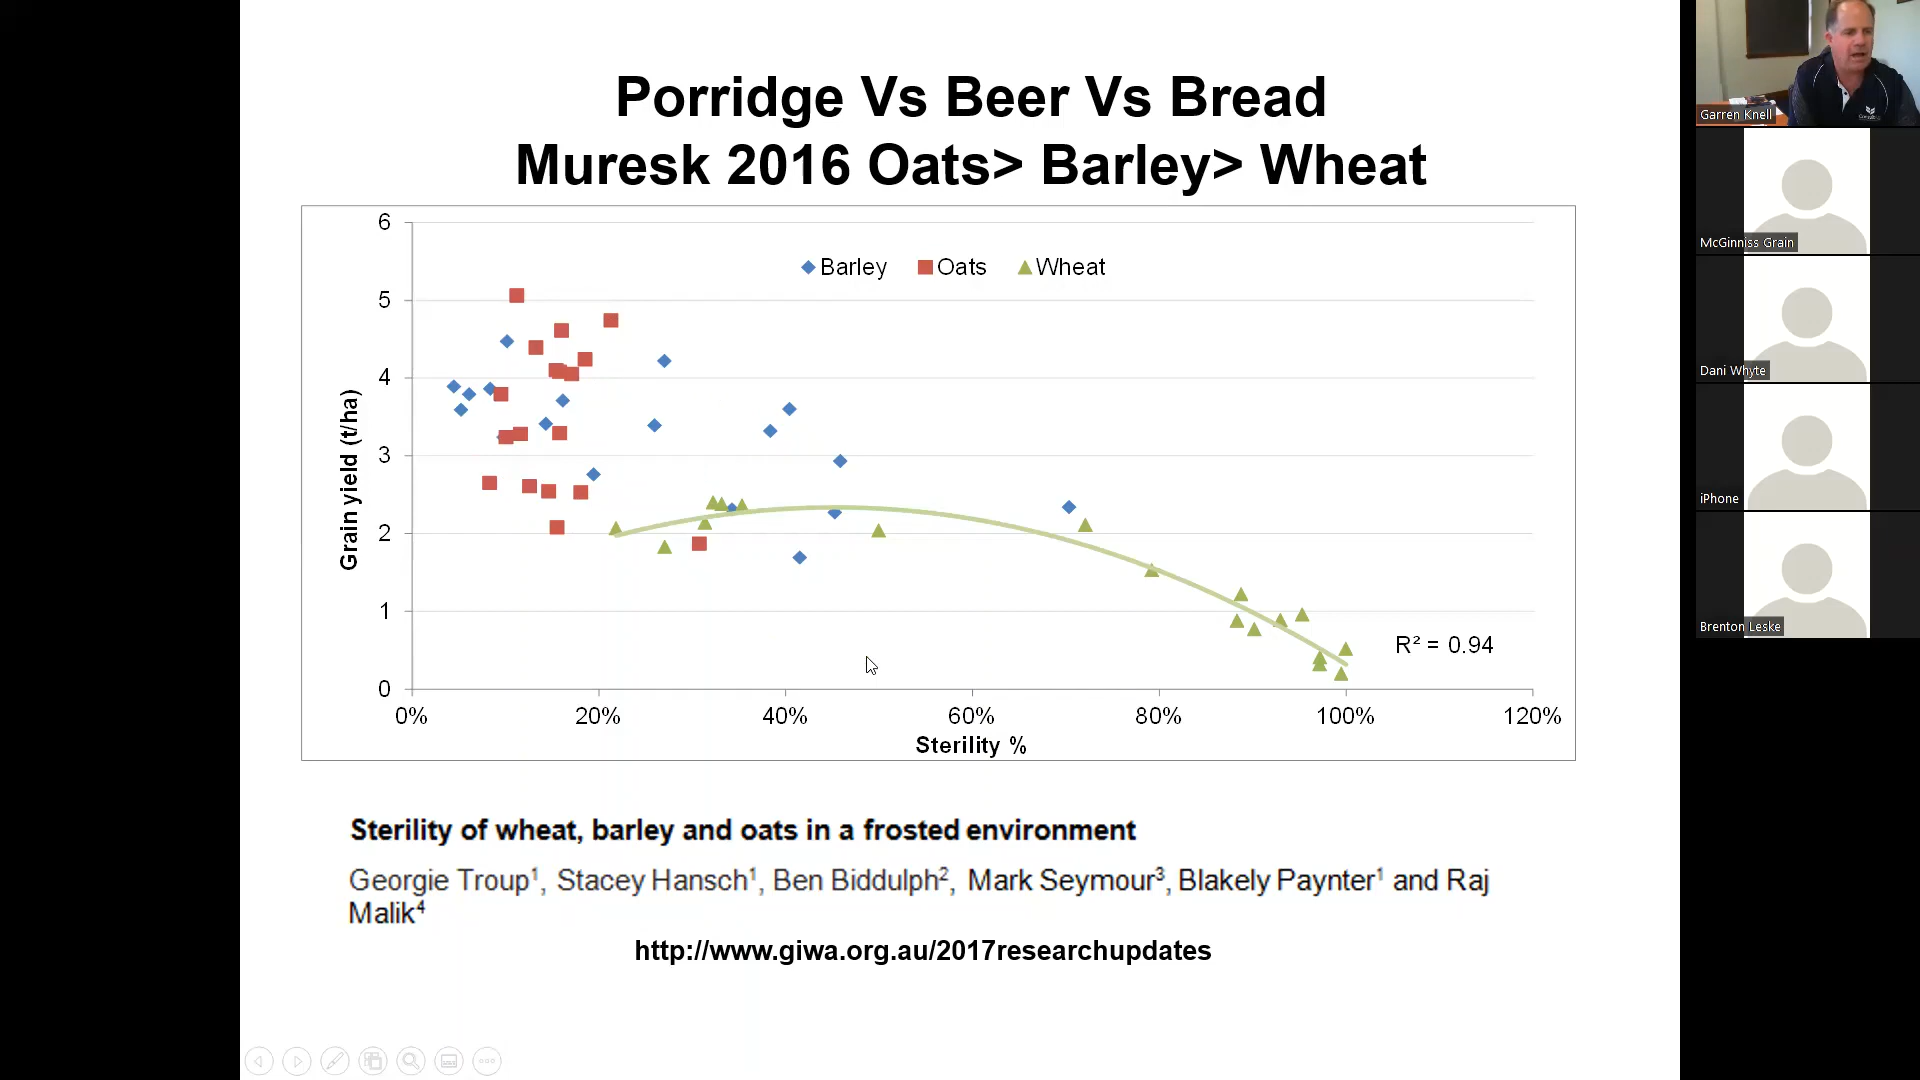 Porridge Vs Beer Vs Bread
Muresk 2016 Oats> Barley> Wheat
6
5
4
3
2
1
0
Grain yield (t/ha)
Barley
Oats
Wheat
R² = 0.94
0%
20%
40%
60%
80%
100%
120%
Sterility %
Sterility of wheat, barley and oats in a frosted environment
Georgie Troup¹, Stacey Hansch¹, Ben Biddulph², Mark Seymour³, Blakely Paynter¹ and Raj
Malik⁴
http://www.giwa.org.au/2017researchupdates
Garren Knell
McGinniss Grain
Dani Whyte
iPhone
Brenton Leske